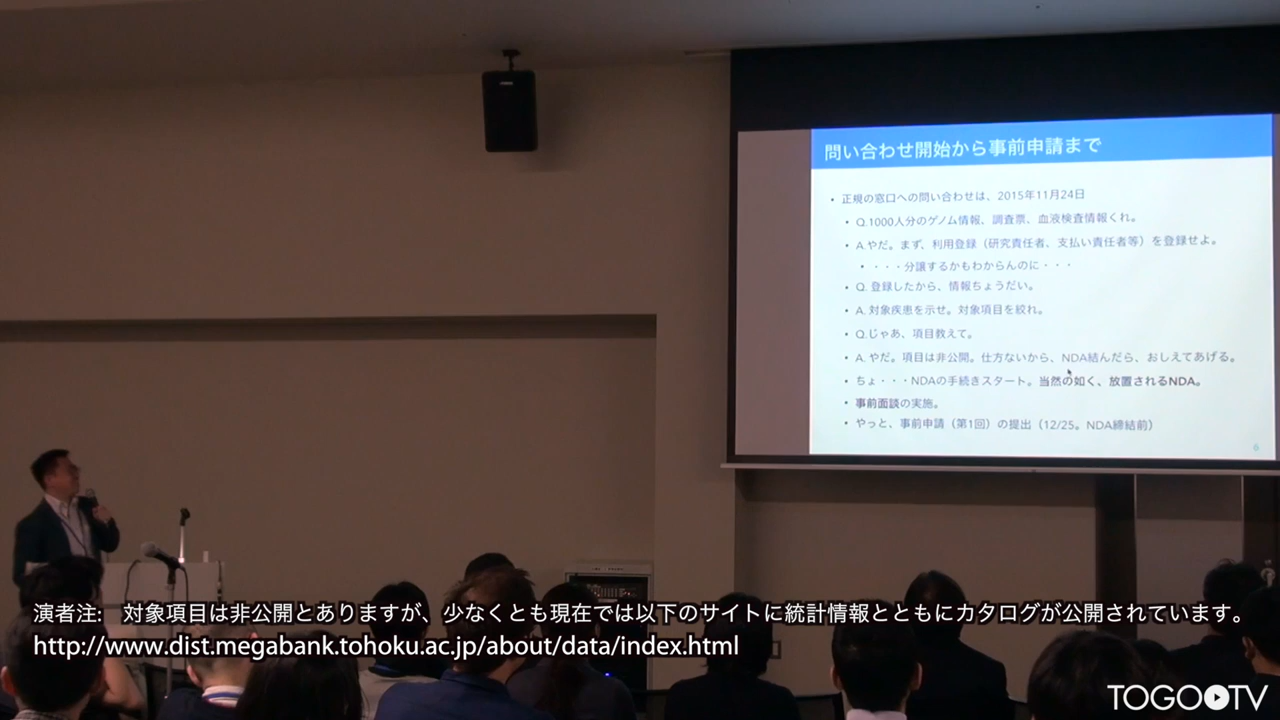 問い合わせ開始から事前申請まで
• 正規の窓口への問い合わせは、2015年11月24日
• Q.1000人分のゲノム情報、調査票、血液検査情報くれ。
• A.やだ。まず、利用登録（研究責任者、支払い責任者等）を登録せよ。
• ・・・分譲するかもわからんのに・・・
• Q. 登録したから、情報ちょうだい。
• A. 対象疾患を示せ。対象項目を絞れ。
• Q.じゃあ、項目教えて。
• A. やだ。項目は非公開。仕方ないから、NDA結んだら、おしえてあげる。
• ちょ・・・NDAの手続きスタート。当然の如く、放置されるNDA。
• 事前面談の実施。
• やっと、事前申請（第1回）の提出（12/25。NDA締結前）
6
演者注: 対象項目は非公開とありますが、少なくとも現在では以下のサイトに統計情報とともにカタログが公開されています。
http://www.dist.megabank.tohoku.ac.jp/about/data/index.html
TOGOTV